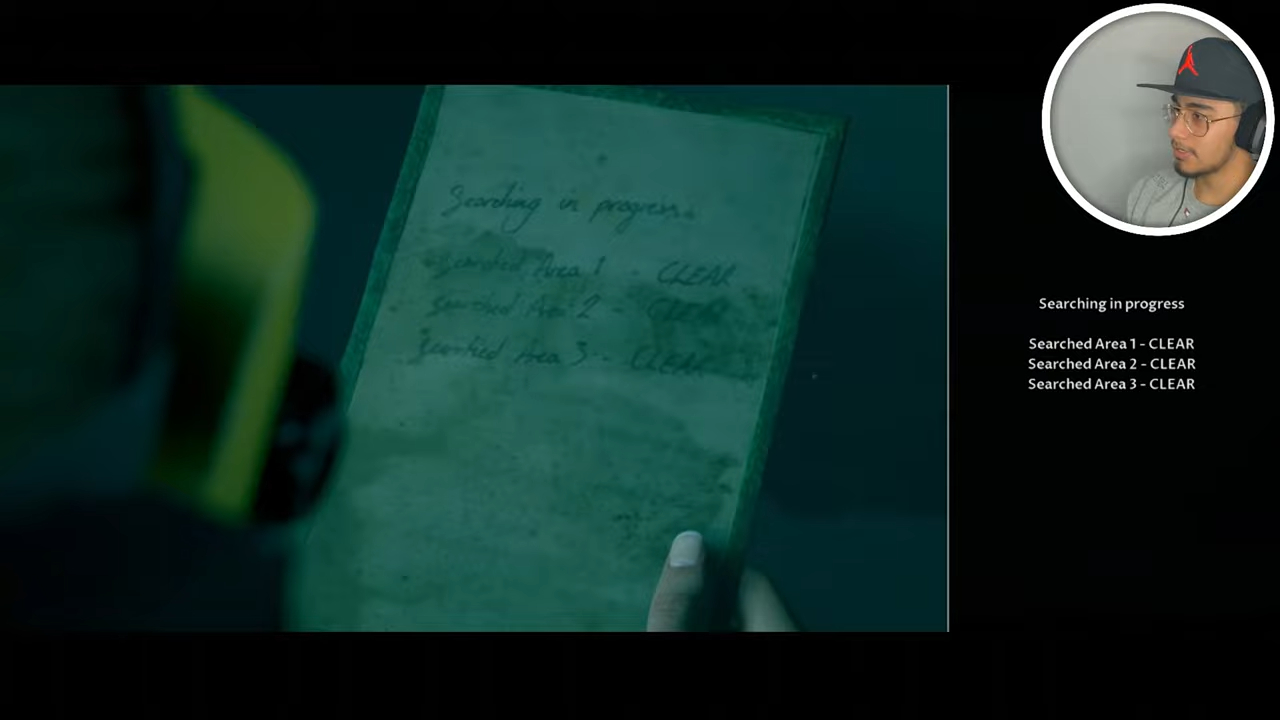 Searching in progress.
Searched Area 1 - CLEAR
Searched Area 2 - CLEAR
Searched Area 3 - CLEAR
Searching in progress
Searched Area 1 - CLEAR
Searched Area 2 - CLEAR
Searched Area 3 - CLEAR